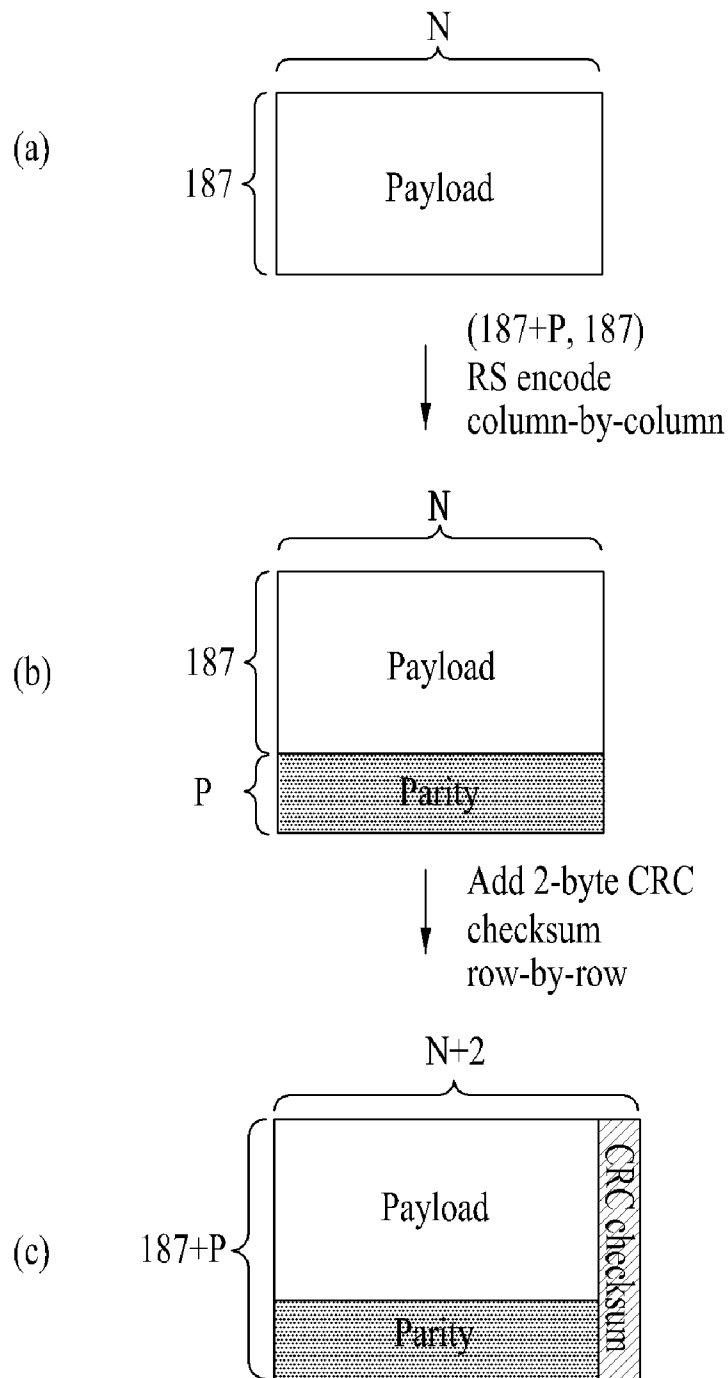 N
(a)
187
Payload
(187+P, 187)
RS encode
column-by-column
N
(b)
187
Payload
P
Parity
Add 2-byte CRC
checksum
row-by-row
N+2
(c)
187+P
Payload
CRC checksum
Parity